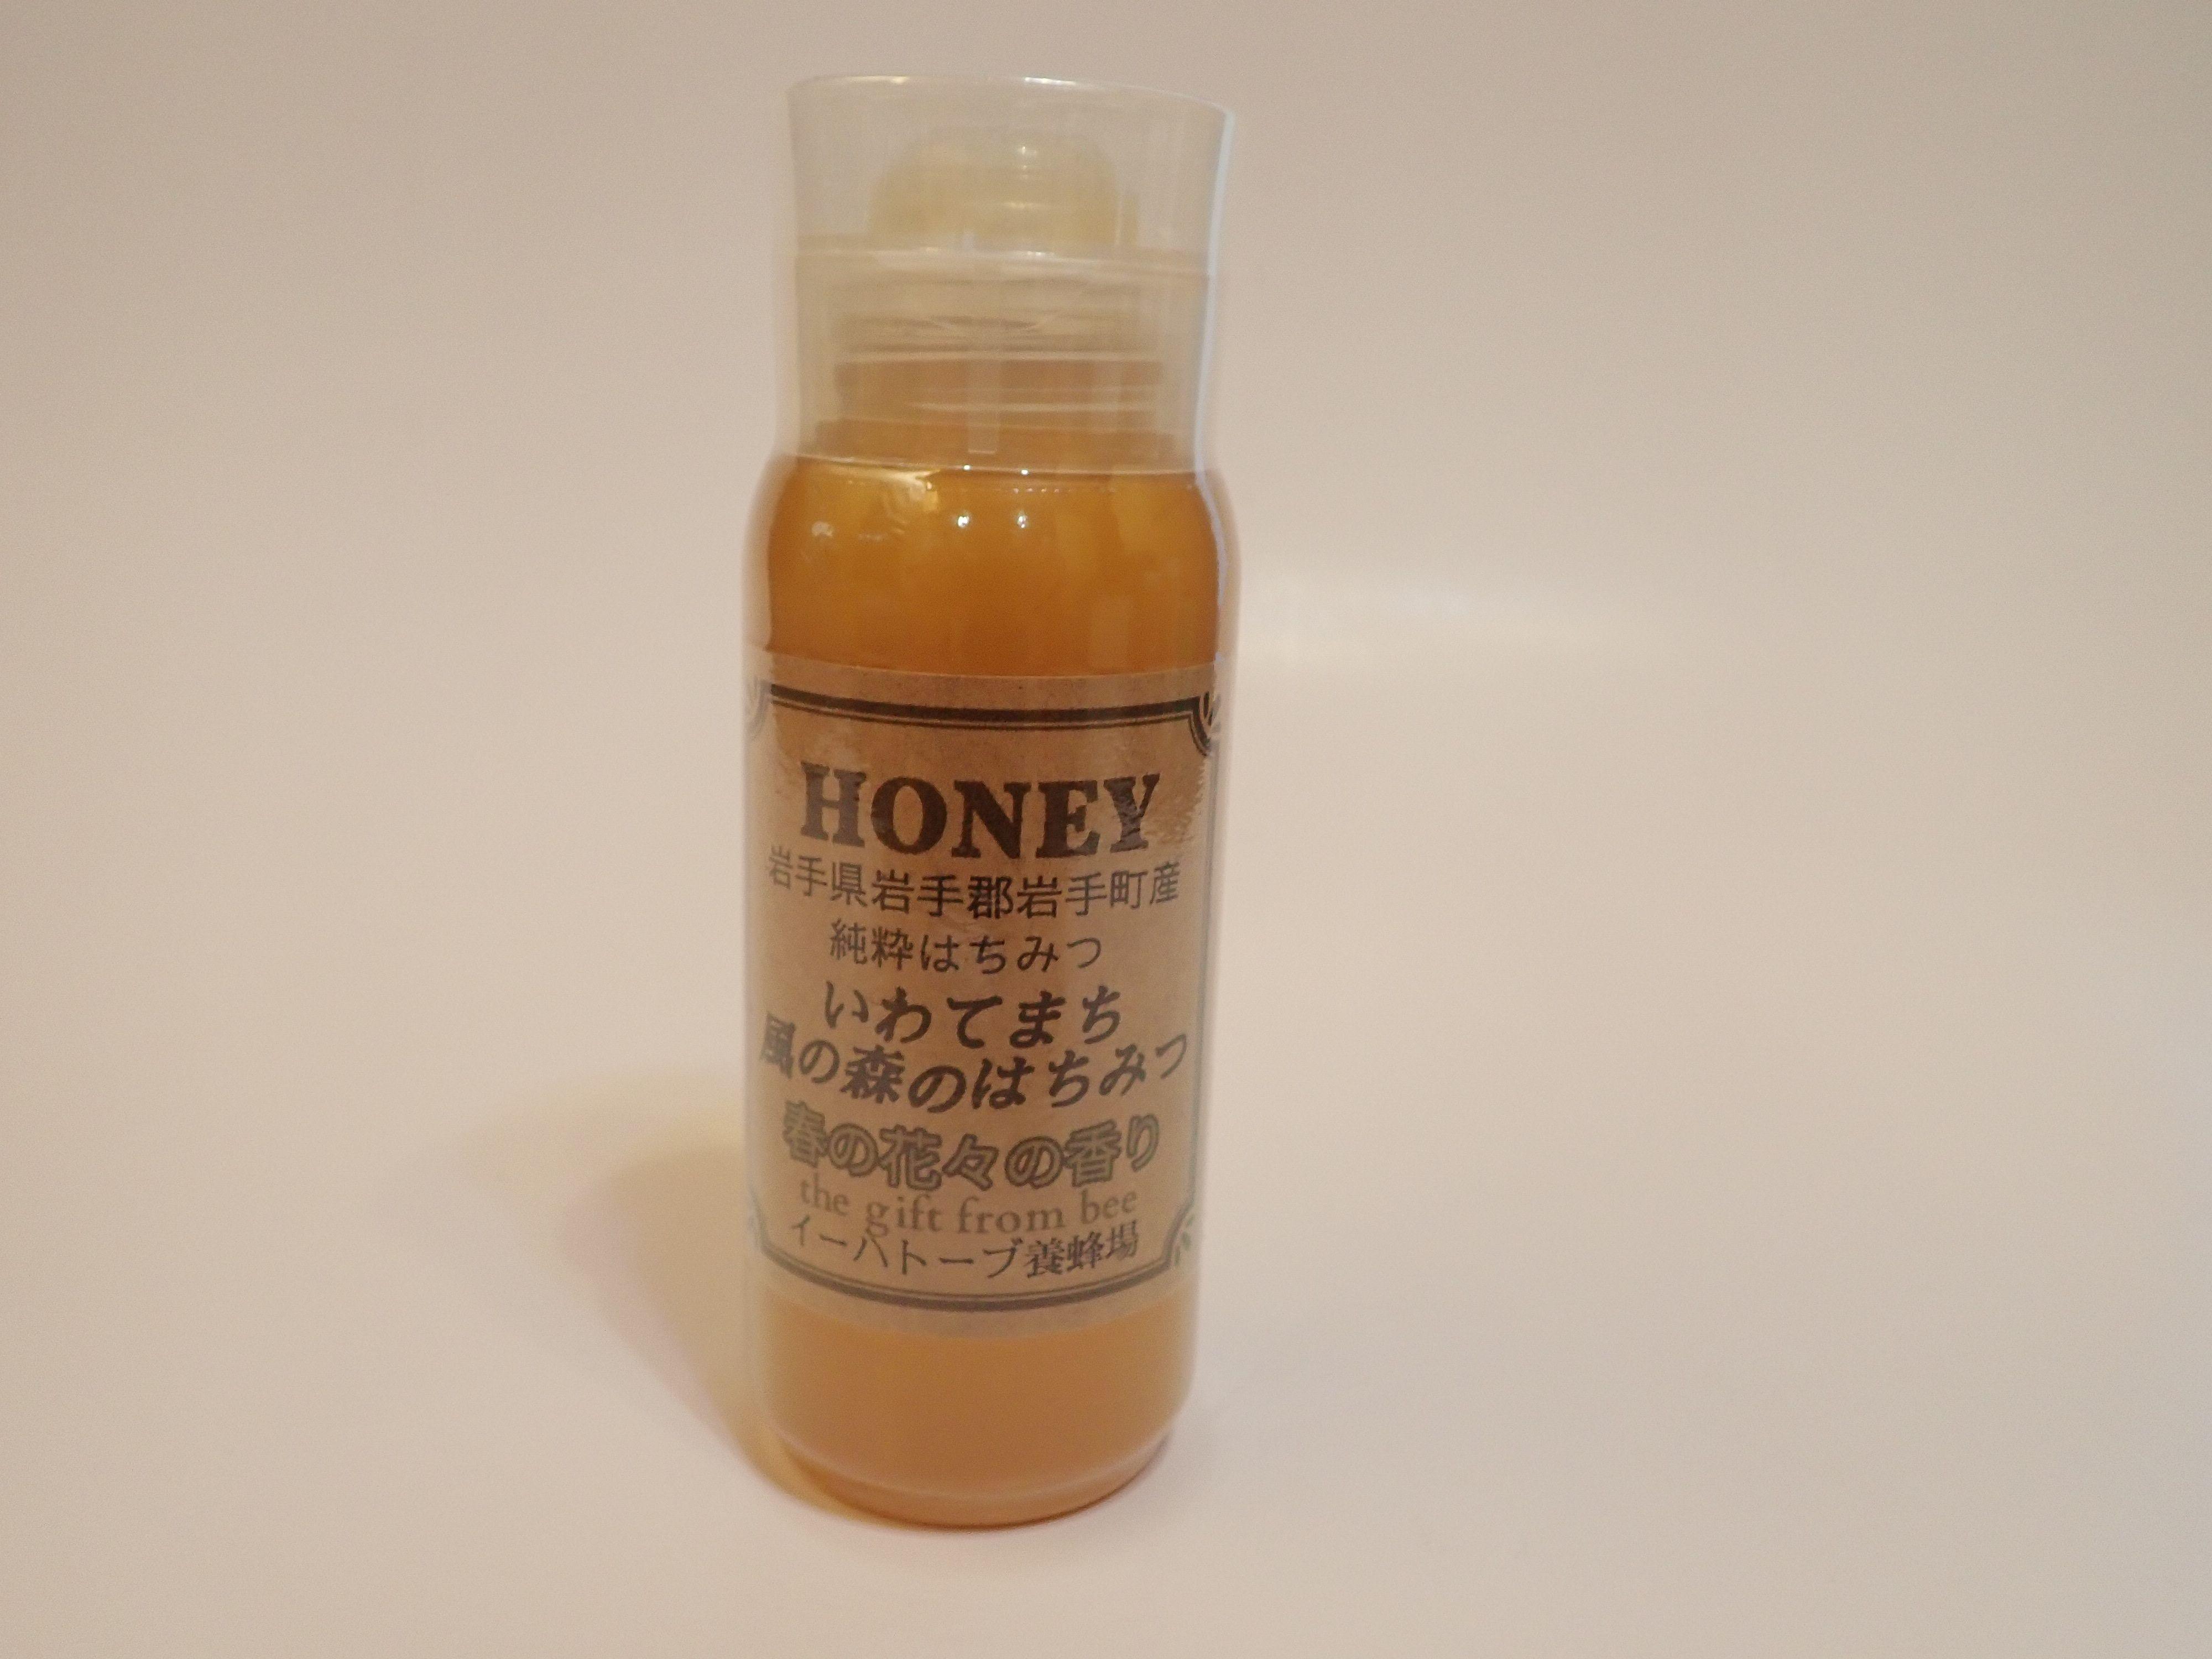 HONEY
岩手県岩手郡岩手町産
純粋はちみつ
いわてまち
風の森のはちみつ
春の花々の香り
the gift from bee
イーハトーブ養蜂場